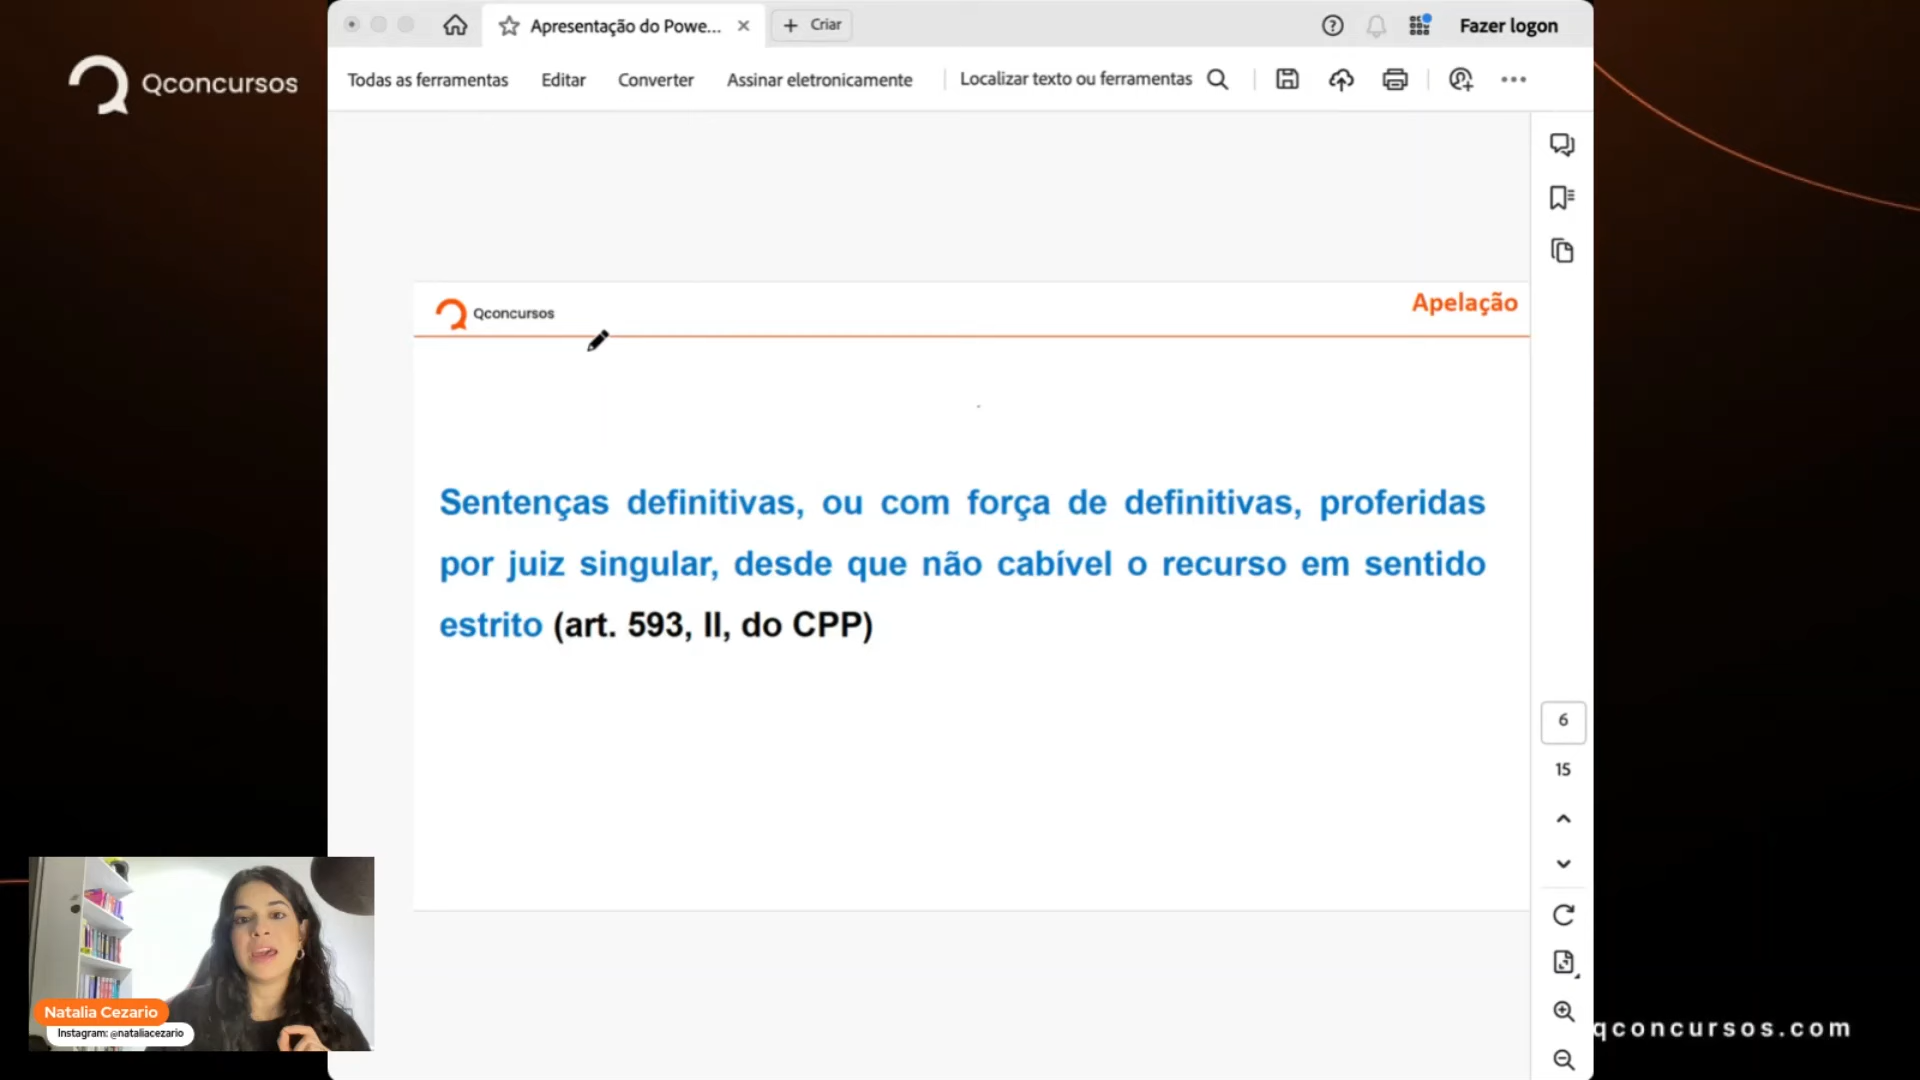 Apresentação do Powe...
Criar
Fazer logon
Qconcursos
Todas as ferramentas
Editar
Converter
Assinar eletronicamente
Localizar texto ou ferramentas
Qconcursos
Apelação
Sentenças definitivas, ou com força de definitivas, proferidas
por juiz singular, desde que não cabível o recurso em sentido
estrito (art. 593, II, do CPP)
6
15
Natalia Cezario
Instagram: @nataliacezario
qconcursos.com